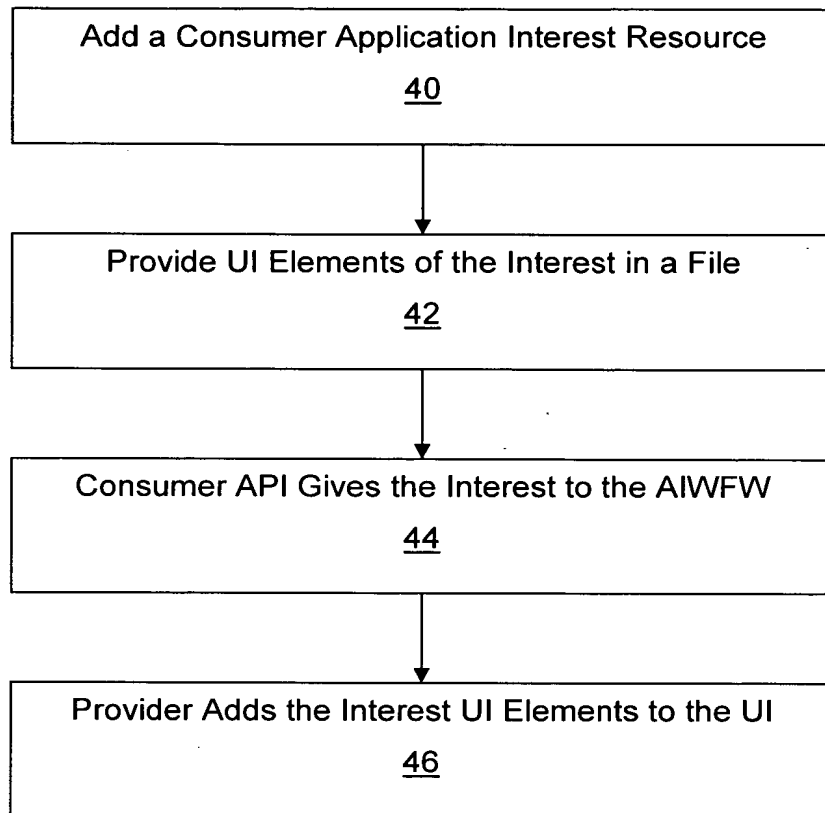 Add a Consumer Application Interest Resource
40
Provide UI Elements of the Interest in a File
42
Consumer API Gives the Interest to the AIWFW
44
Provider Adds the Interest UI Elements to the UI
46